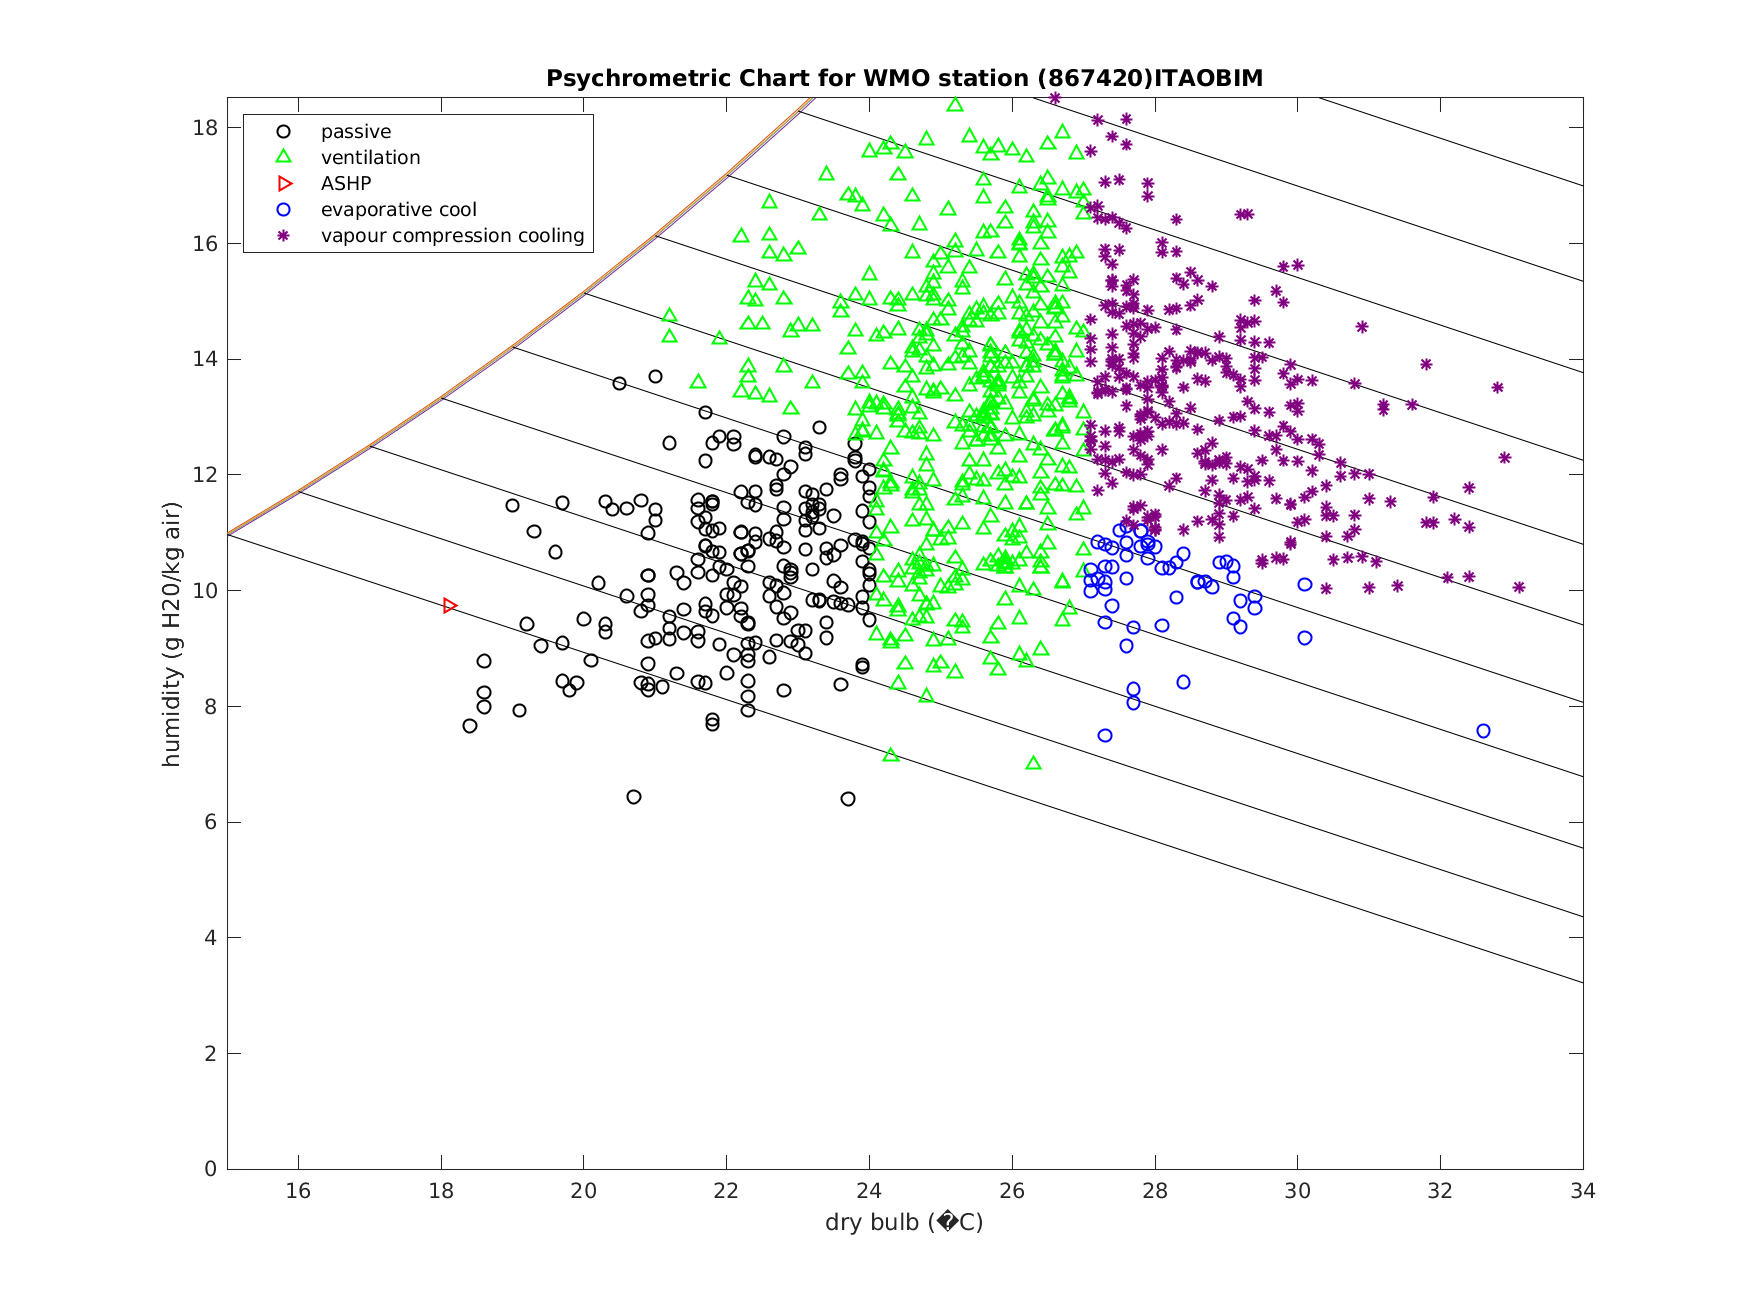 Psychrometric Chart for WMO station (867420)ITAOBIM
passive
ventilation
ASHP
evaporative cool
vapour compression cooling
humidity (g H20/kg air)
18
16
14
12
10
8
6
4
2
0
16
18
20
22
24
26
28
30
32
34
dry bulb (�C)